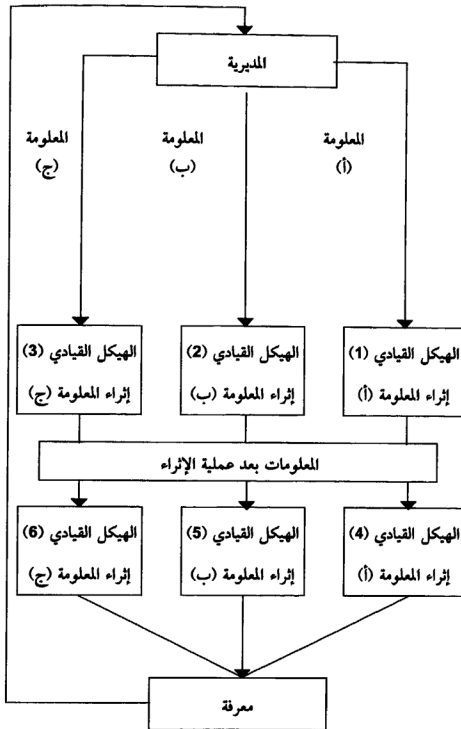 المديرية
المعلومة
(أ)
المعلومة
(ب)
المعلومة
(ج)
الهيكل القيادي (1)
إثراء المعلومة (أ)
الهيكل القيادي (2)
إثراء المعلومة (ب)
الهيكل القيادي (3)
إثراء المعلومة (ج)
المعلومات بعد عملية الإثراء
الهيكل القيادي (4)
إثراء المعلومة (أ)
الهيكل القيادي (5)
إثراء المعلومة (ب)
الهيكل القيادي (6)
إثراء المعلومة (ج)
معرفة